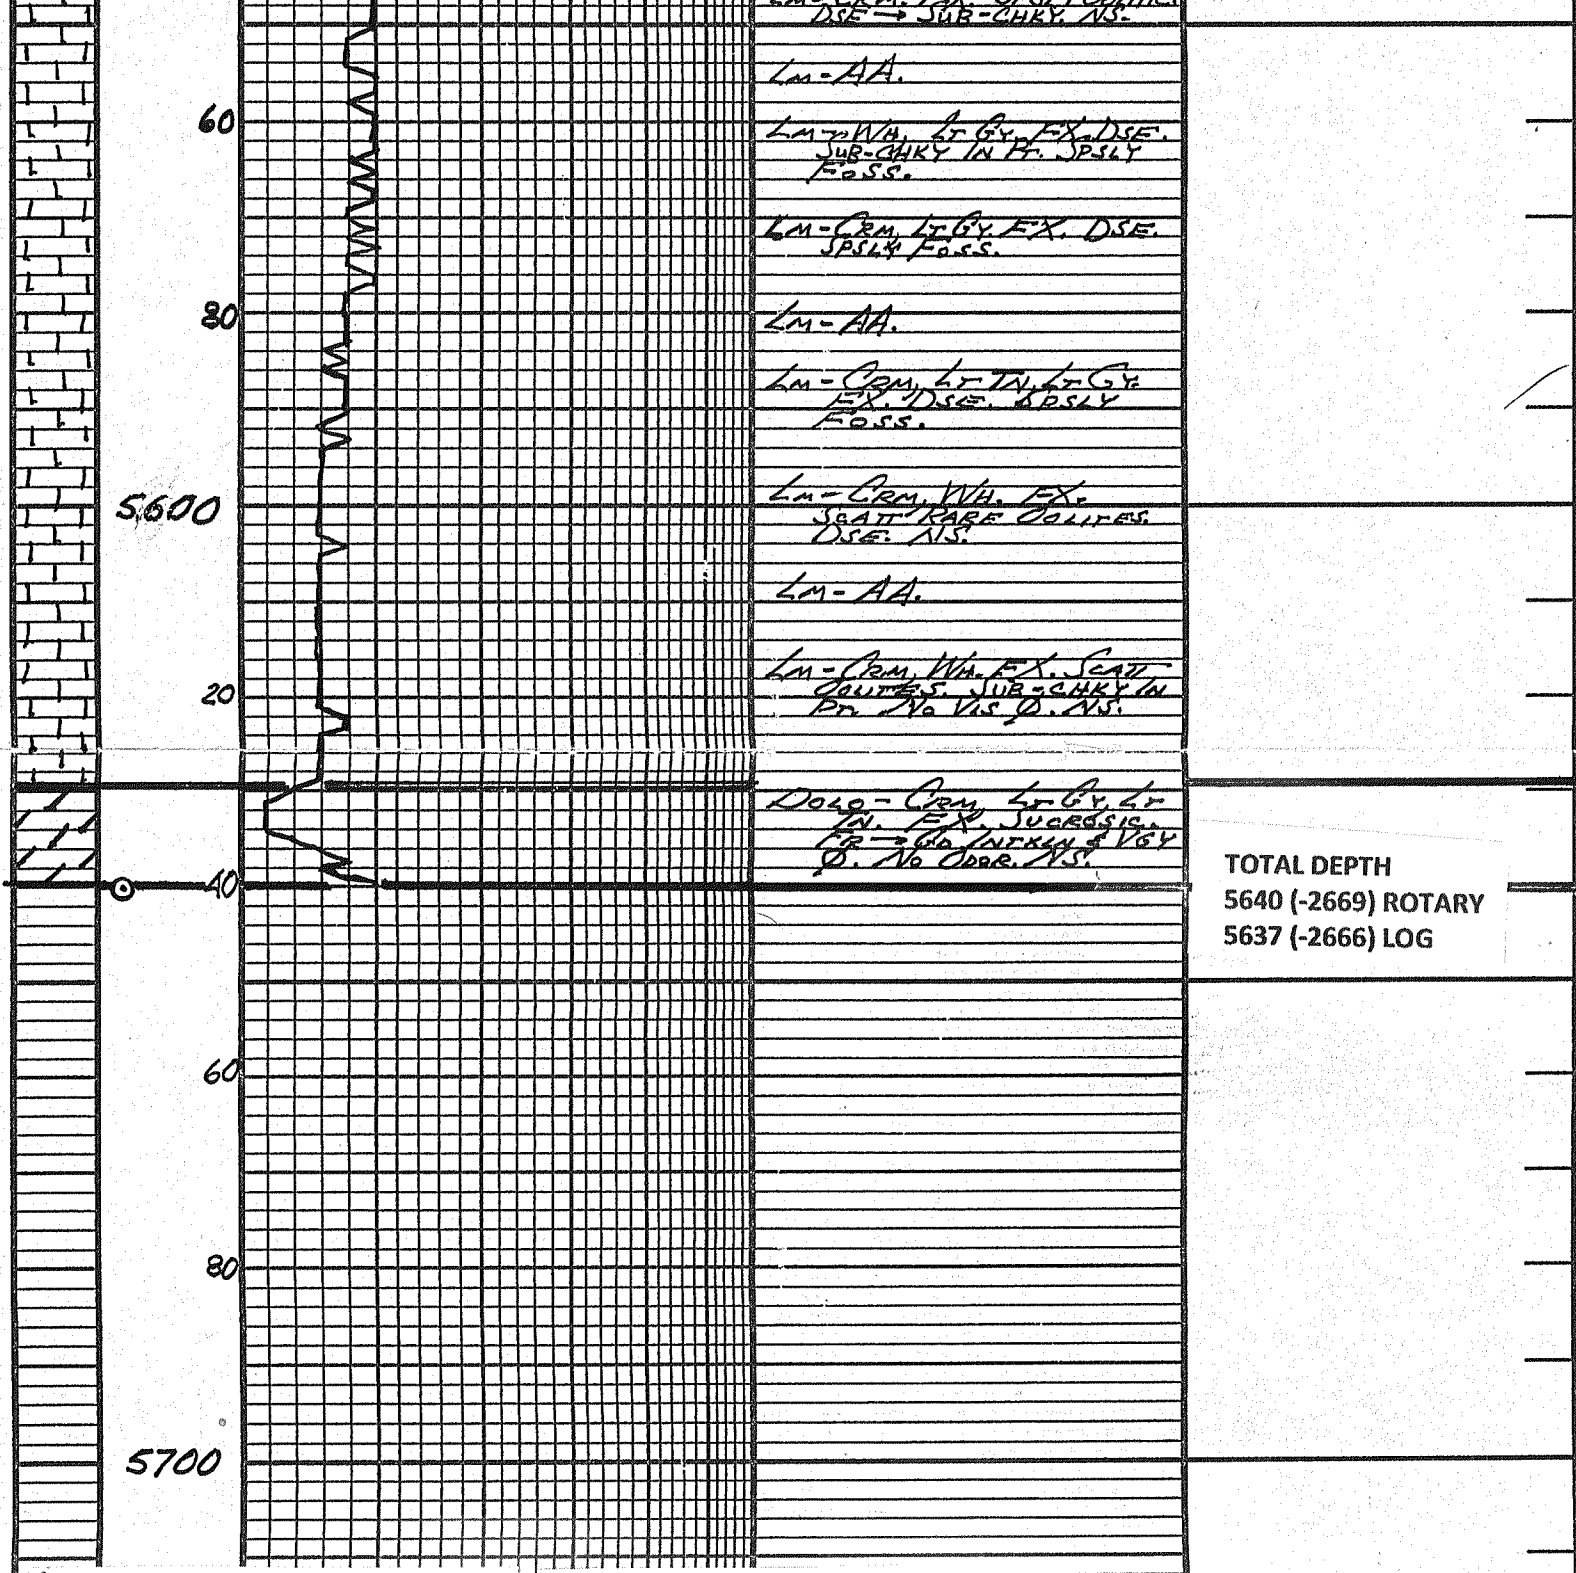 DSE → SUB-CHKY. NS.
LM-AA.
60
LM-WH, LT GY, FX. DSE.
SUB-CHKY IN PT. SPSLY
FOSS.
LM-CRM, LT GY. FX. DSE.
SPSLY FOSS.
80
LM-AA.
LM-CRM, LT TN, LT GY.
FX. DSE. SPSLY
FOSS.
5600
LM-CRM, WH. FX.
SCATT RARE OOLITES.
DSE. NS.
LM-AA.
20
LM-CRM, WH. FX. SCATT
OOLITES. SUB-CHKY IN
PT. NO VIS Ø. NS.
DOLO-CRM, LT GY, LT
TN. FX. SUCROSIC.
FR → GD INTXLN & VGY
Ø. NO ODOR. NS.
40
TOTAL DEPTH
5640 (-2669) ROTARY
5637 (-2666) LOG
60
80
5700